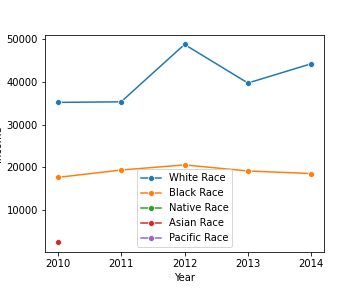 50000
40000
30000
20000
10000
White Race
Black Race
Native Race
Asian Race
Pacific Race
2010 2011 2012 2013 2014
Year